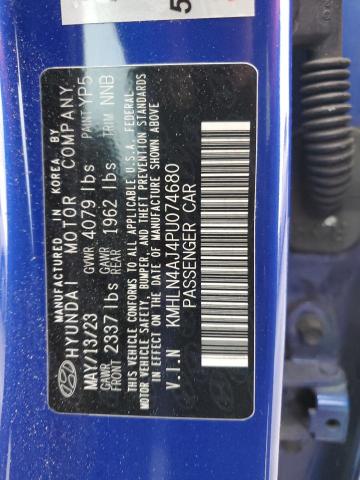 MANUFACTURED IN KOREA BY
HYUNDAI MOTOR COMPANY
MAY/13/23 GVWR 4079 lbs PAINT YP5
GAWR FRONT 2337 lbs GAWR REAR 1962 lbs TRIM NNB
THIS VEHICLE CONFORMS TO ALL APPLICABLE U.S.A. FEDERAL
MOTOR VEHICLE SAFETY, BUMPER, AND THEFT PREVENTION STANDARDS
IN EFFECT ON THE DATE OF MANUFACTURE SHOWN ABOVE.
V.I.N KMHLN4AJ4PU074680
PASSENGER CAR
5